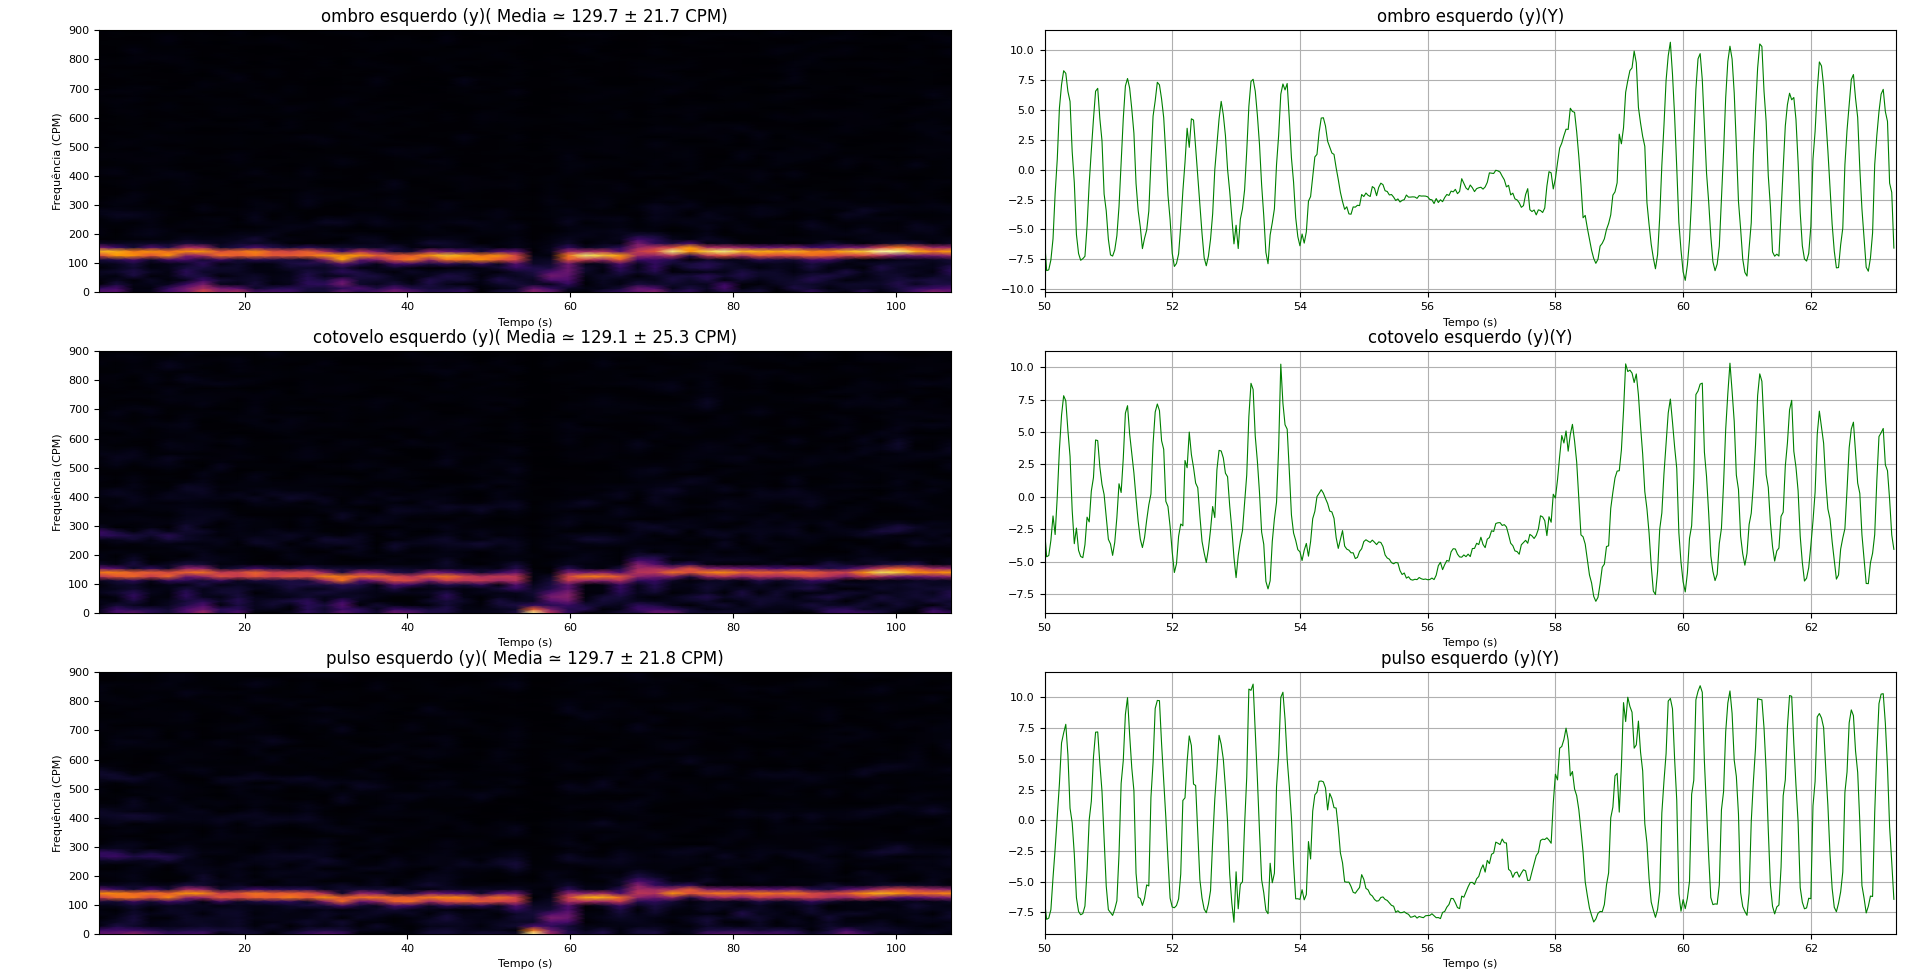 ombro esquerdo (y)( Media ≃ 129.7 ± 21.7 CPM)
900
800
700
600
500
400
300
200
100
0
Frequência (CPM)
20 40 60 80 100
Tempo (s)
ombro esquerdo (y)(Y)
10.0
7.5
5.0
2.5
0.0
−2.5
−5.0
−7.5
−10.0
50 52 54 56 58 60 62
Tempo (s)
cotovelo esquerdo (y)( Media ≃ 129.1 ± 25.3 CPM)
900
800
700
600
500
400
300
200
100
0
Frequência (CPM)
20 40 60 80 100
Tempo (s)
cotovelo esquerdo (y)(Y)
10.0
7.5
5.0
2.5
0.0
−2.5
−5.0
−7.5
50 52 54 56 58 60 62
Tempo (s)
pulso esquerdo (y)( Media ≃ 129.7 ± 21.8 CPM)
900
800
700
600
500
400
300
200
100
0
Frequência (CPM)
20 40 60 80 100
Tempo (s)
pulso esquerdo (y)(Y)
10.0
7.5
5.0
2.5
0.0
−2.5
−5.0
−7.5
50 52 54 56 58 60 62
Tempo (s)